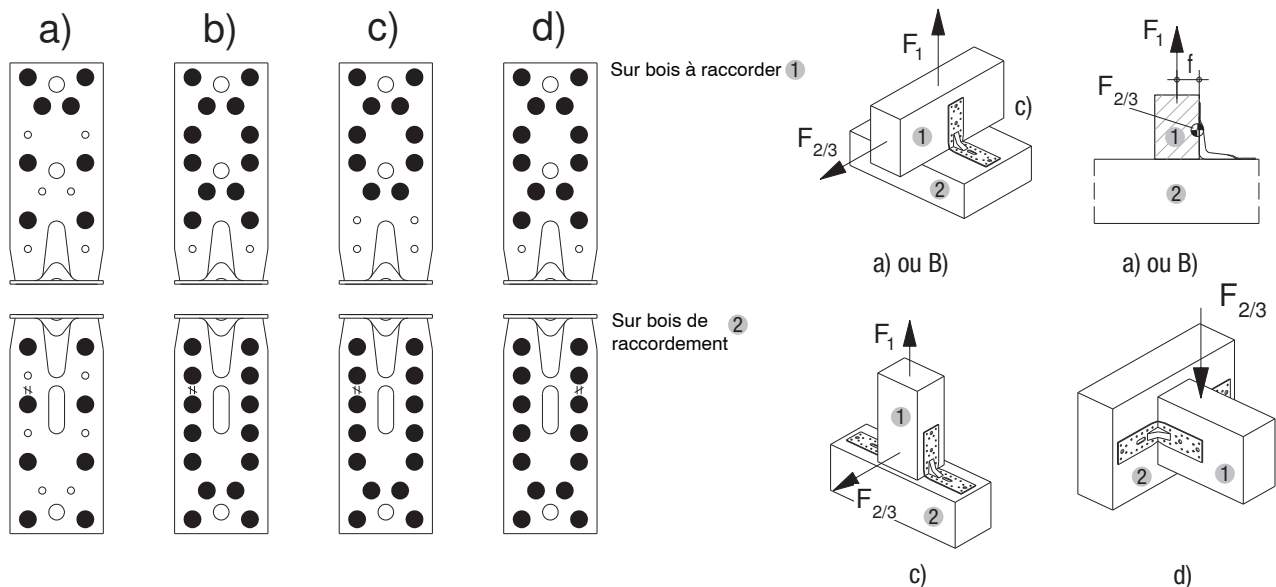 a)
b)
c)
d)
Sur bois à raccorder 1
Sur bois de 2
raccordement
F1
F2/3
1
2
c)
a) ou B)
F1
f
F2/3
1
2
a) ou B)
F1
1
F2/3
2
c)
F2/3
2
1
d)